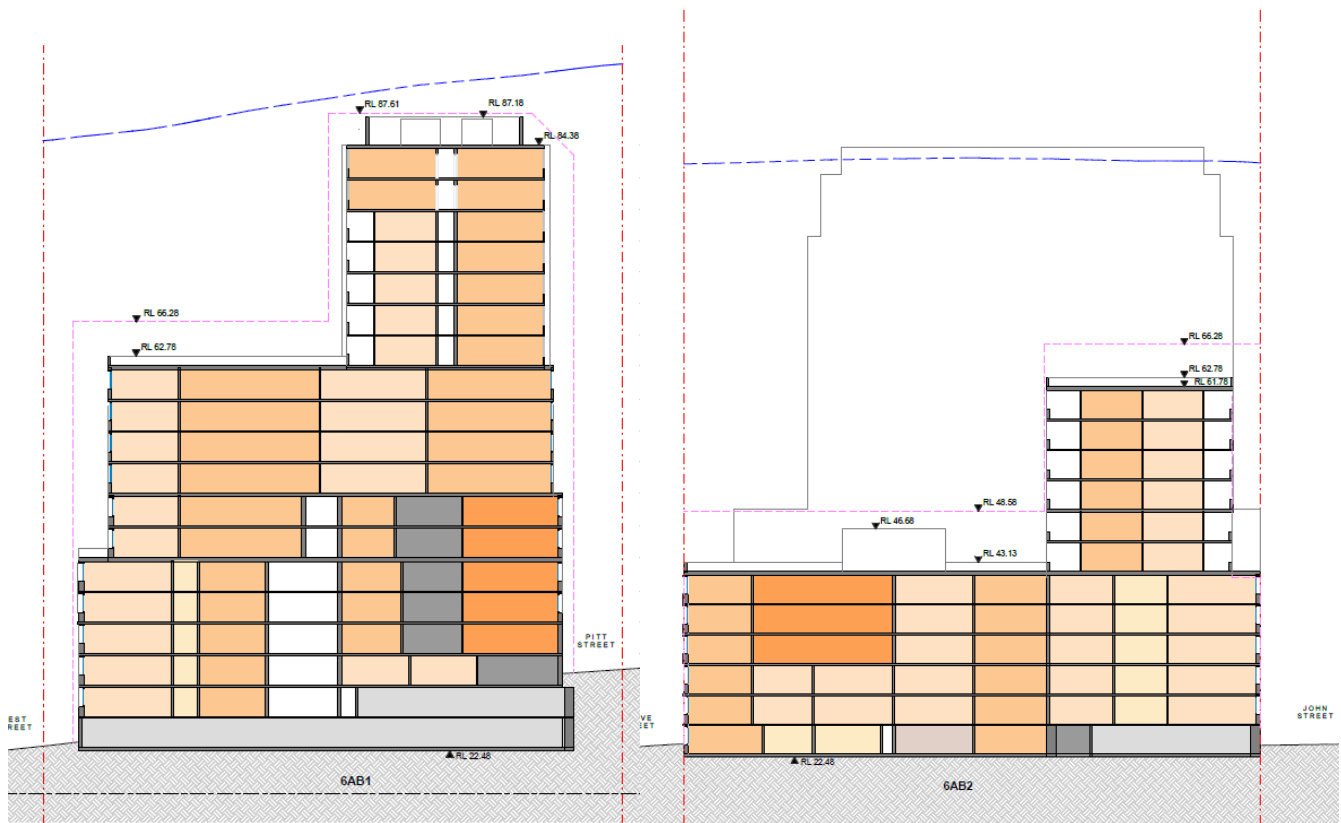 RL 87.61
RL 87.18
RL 84.38
RL 66.28
RL 62.78
PITT
STREET
EST
REET
RL 22.48
6AB1
RL 66.28
RL 62.78
RL 61.78
RL 48.58
RL 46.68
RL 43.13
VE
EET
JOHN
STREET
RL 22.48
6AB2